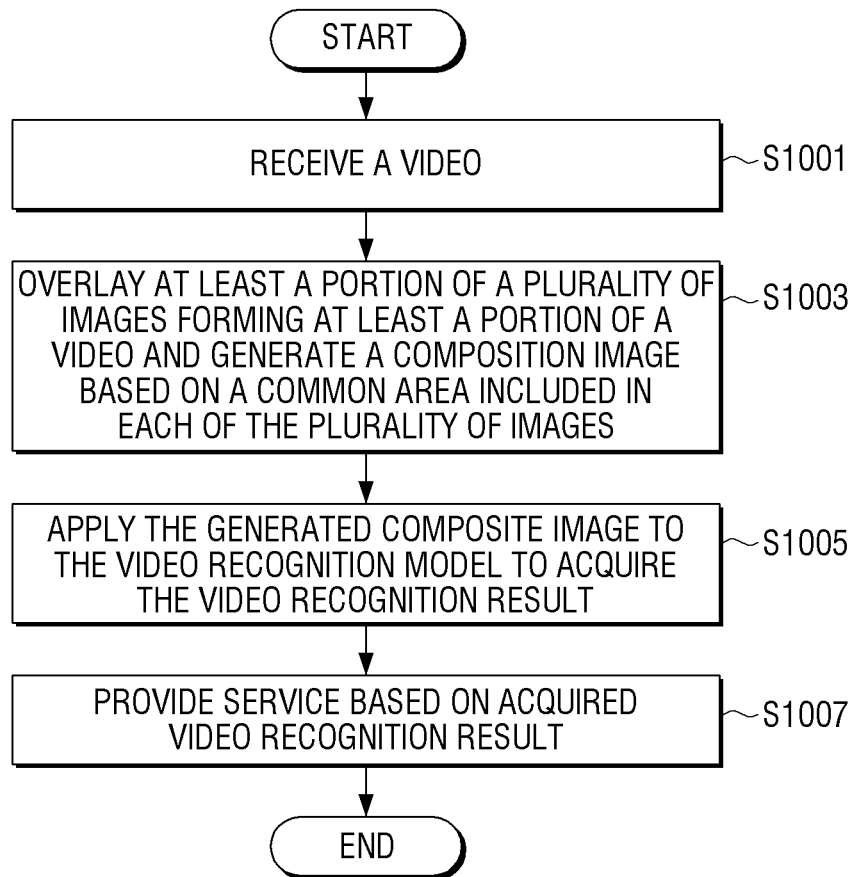 START
RECEIVE A VIDEO
S1001
OVERLAY AT LEAST A PORTION OF A PLURALITY OF
IMAGES FORMING AT LEAST A PORTION OF A
VIDEO AND GENERATE A COMPOSITION IMAGE
BASED ON A COMMON AREA INCLUDED IN
EACH OF THE PLURALITY OF IMAGES
S1003
APPLY THE GENERATED COMPOSITE IMAGE TO
THE VIDEO RECOGNITION MODEL TO ACQUIRE
THE VIDEO RECOGNITION RESULT
S1005
PROVIDE SERVICE BASED ON ACQUIRED
VIDEO RECOGNITION RESULT
S1007
END